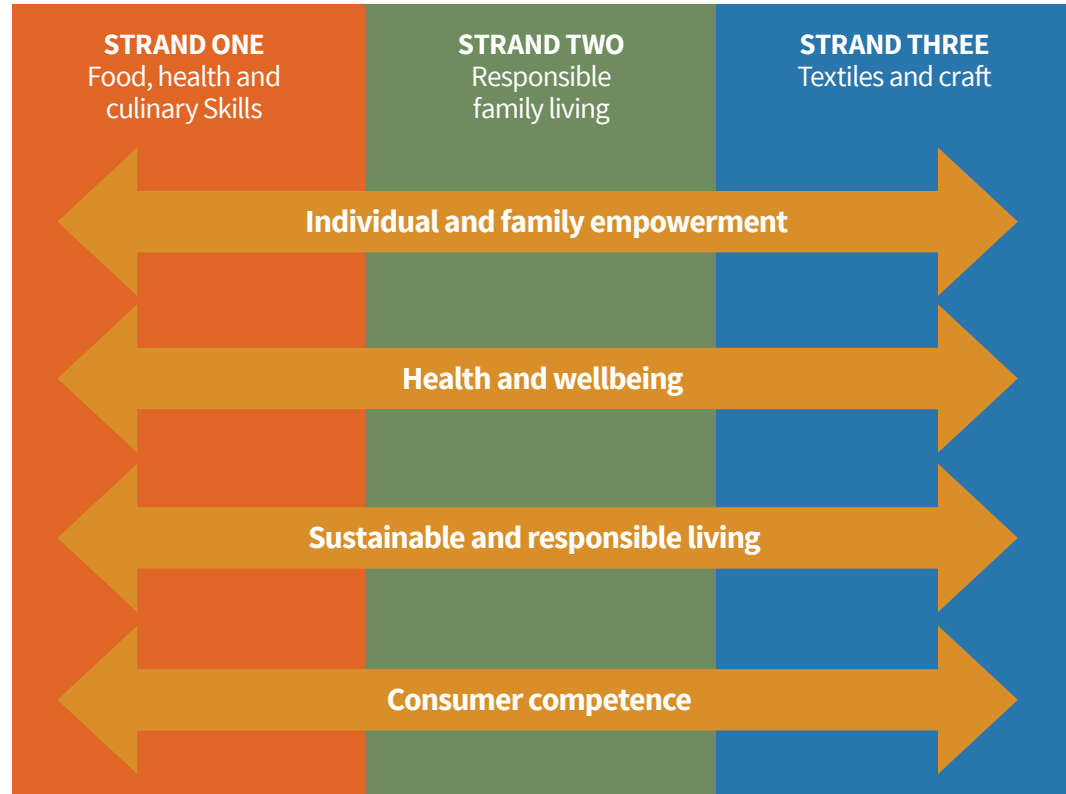 STRAND ONE
Food, health and
culinary Skills
STRAND TWO
Responsible
family living
STRAND THREE
Textiles and craft
Individual and family empowerment
Health and wellbeing
Sustainable and responsible living
Consumer competence